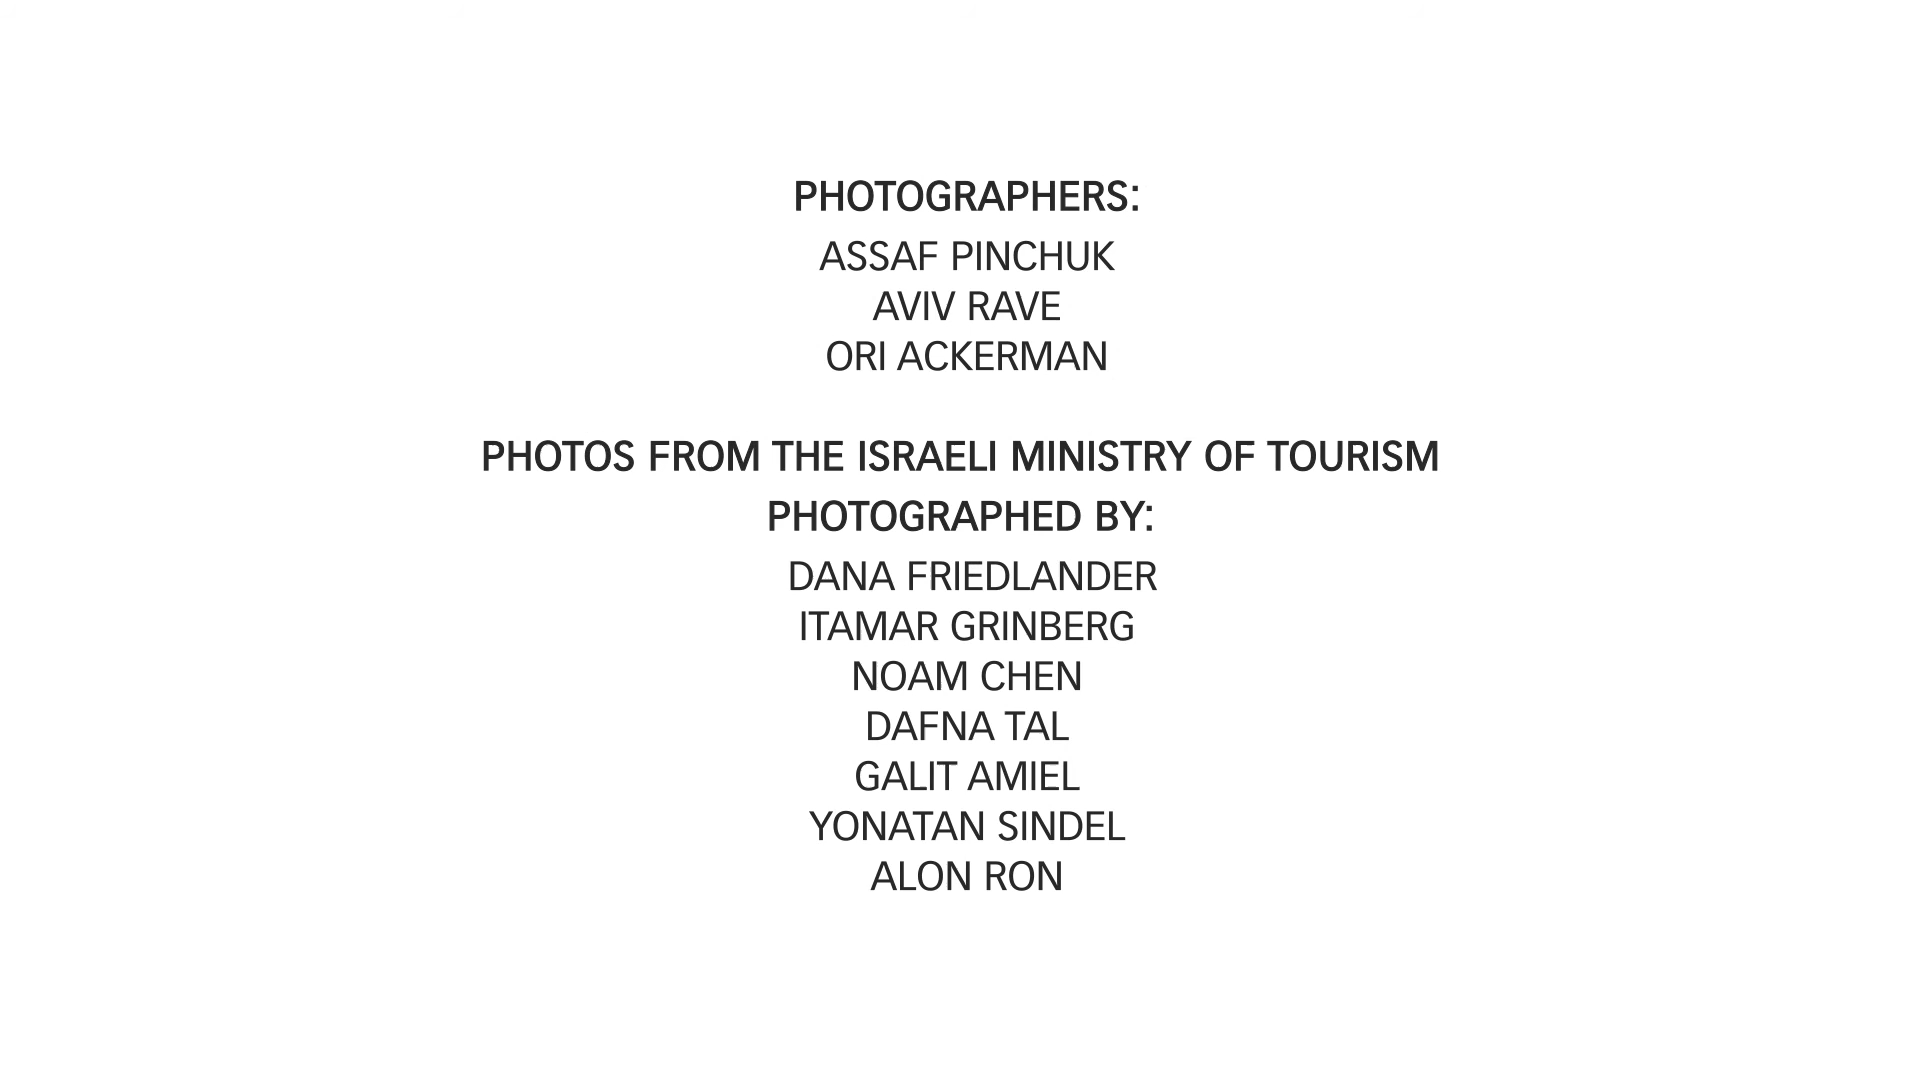 PHOTOGRAPHERS:
ASSAF PINCHUK
AVIV RAVE
ORI ACKERMAN
PHOTOS FROM THE ISRAELI MINISTRY OF TOURISM
PHOTOGRAPHED BY:
DANA FRIEDLANDER
ITAMAR GRINBERG
NOAM CHEN
DAFNA TAL
GALIT AMIEL
YONATAN SINDEL
ALON RON